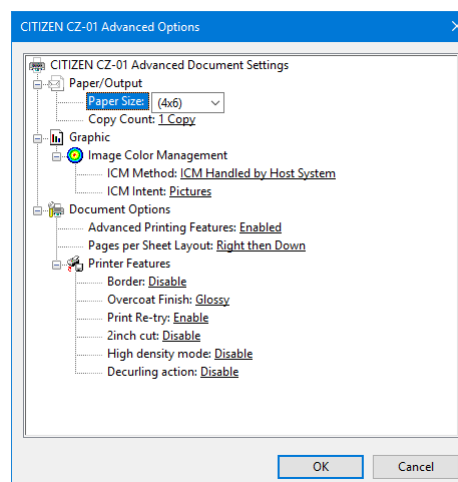 CITIZEN CZ-01 Advanced Options
CITIZEN CZ-01 Advanced Document Settings
Paper/Output
Paper Size: (4x6)
Copy Count: 1 Copy
Graphic
Image Color Management
ICM Method: ICM Handled by Host System
ICM Intent: Pictures
Document Options
Advanced Printing Features: Enabled
Pages per Sheet Layout: Right then Down
Printer Features
Border: Disable
Overcoat Finish: Glossy
Print Re-try: Enable
2inch cut: Disable
High density mode: Disable
Decurling action: Disable
OK Cancel